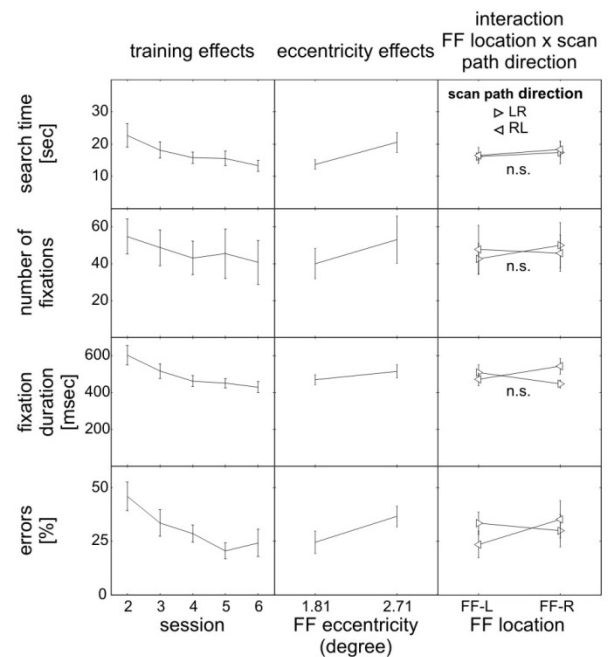 training effects
eccentricity effects
interaction
FF location x scan
path direction
search time
[sec]
30
20
10
scan path direction
▷ LR
◁ RL
n.s.
number of
fixations
60
40
20
n.s.
fixation
duration
[msec]
600
400
200
n.s.
errors
[%]
50
25
0
2 3 4 5 6
session
1.81 2.71
FF eccentricity
(degree)
FF-L FF-R
FF location